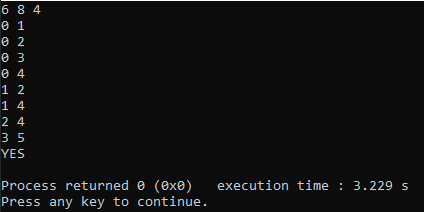 6 8 4
0 1
0 2
0 3
0 4
1 2
1 4
2 4
3 5
YES
Process returned 0 (0x0)   execution time : 3.229 s
Press any key to continue.